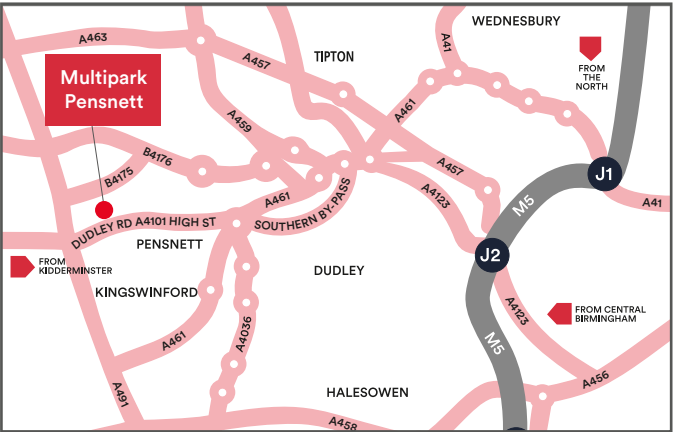 WEDNESBURY
A463
A41
TIPTON
A457
FROM
THE
NORTH
Multipark
Pensnett
A461
A459
B4176
B4175
A457
J1
A461
A4123
M5
A41
DUDLEY RD A4101 HIGH ST
SOUTHERN BY-PASS
PENSNETT
J2
FROM
KIDDERMINSTER
DUDLEY
KINGSWINFORD
A4123
FROM CENTRAL
BIRMINGHAM
A461
A4036
M5
A456
A491
HALESOWEN
A458